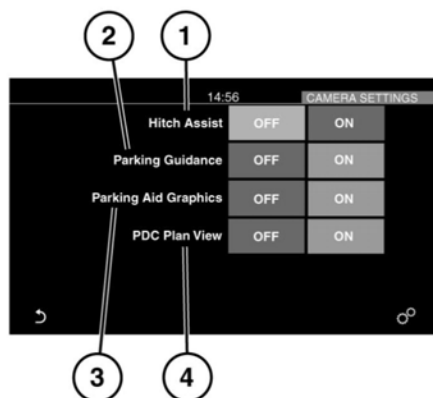 2 1
14:56 CAMERA SETTINGS
Hitch Assist OFF ON
Parking Guidance OFF ON
Parking Aid Graphics OFF ON
PDC Plan View OFF ON
3 4